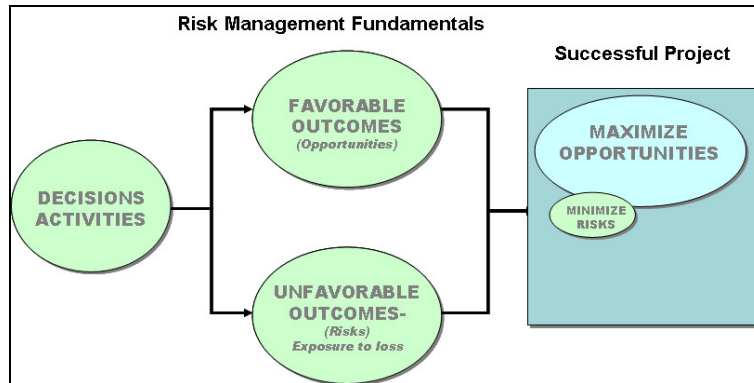 Risk Management Fundamentals
Successful Project
FAVORABLE
OUTCOMES
(Opportunities)
MAXIMIZE
OPPORTUNITIES
DECISIONS
ACTIVITIES
MINIMIZE
RISKS
UNFAVORABLE
OUTCOMES-
(Risks)
Exposure to loss